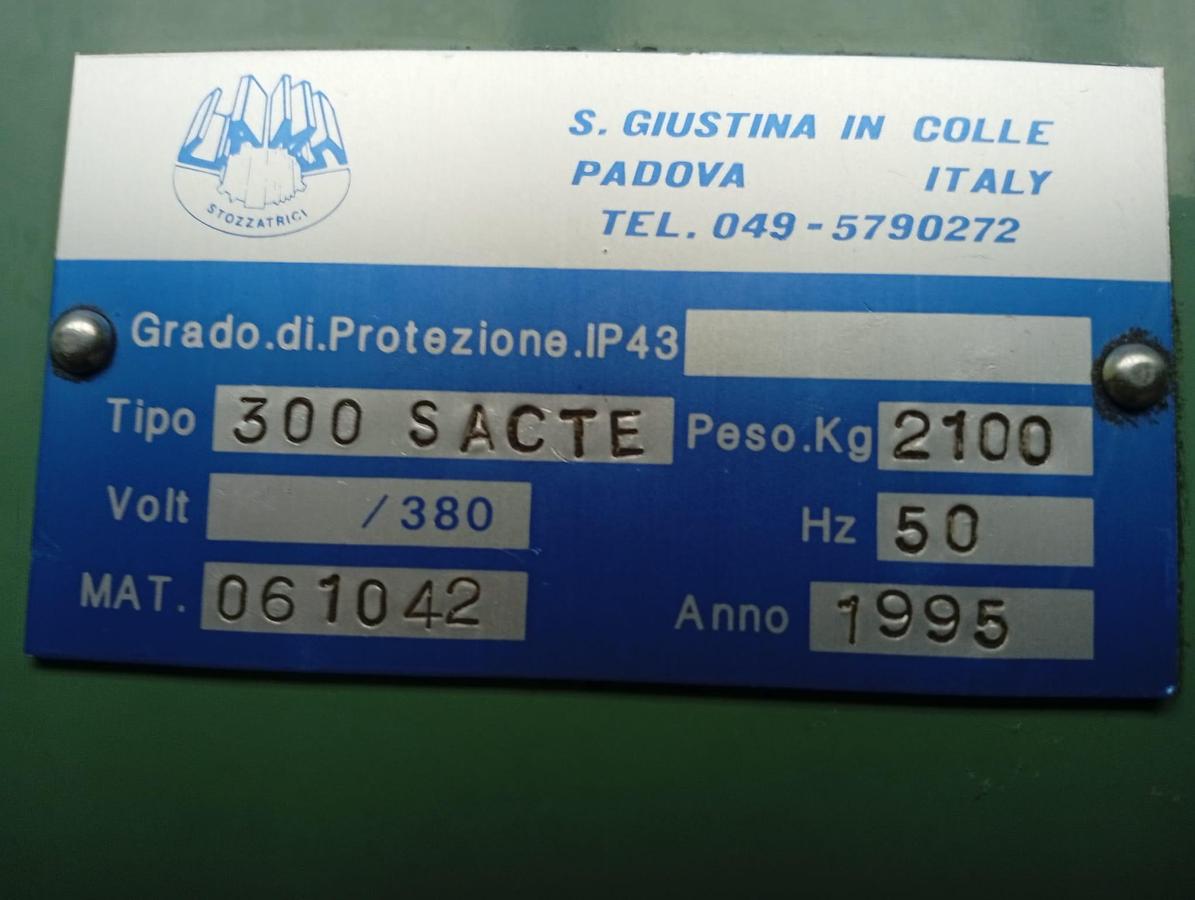 CAMS
STOZZATRICI
S. GIUSTINA IN COLLE
PADOVA ITALY
TEL. 049-5790272
Grado.di.Protezione.IP43
Tipo 300 SACTE Peso.Kg 2100
Volt /380 Hz 50
MAT. 061042 Anno 1995